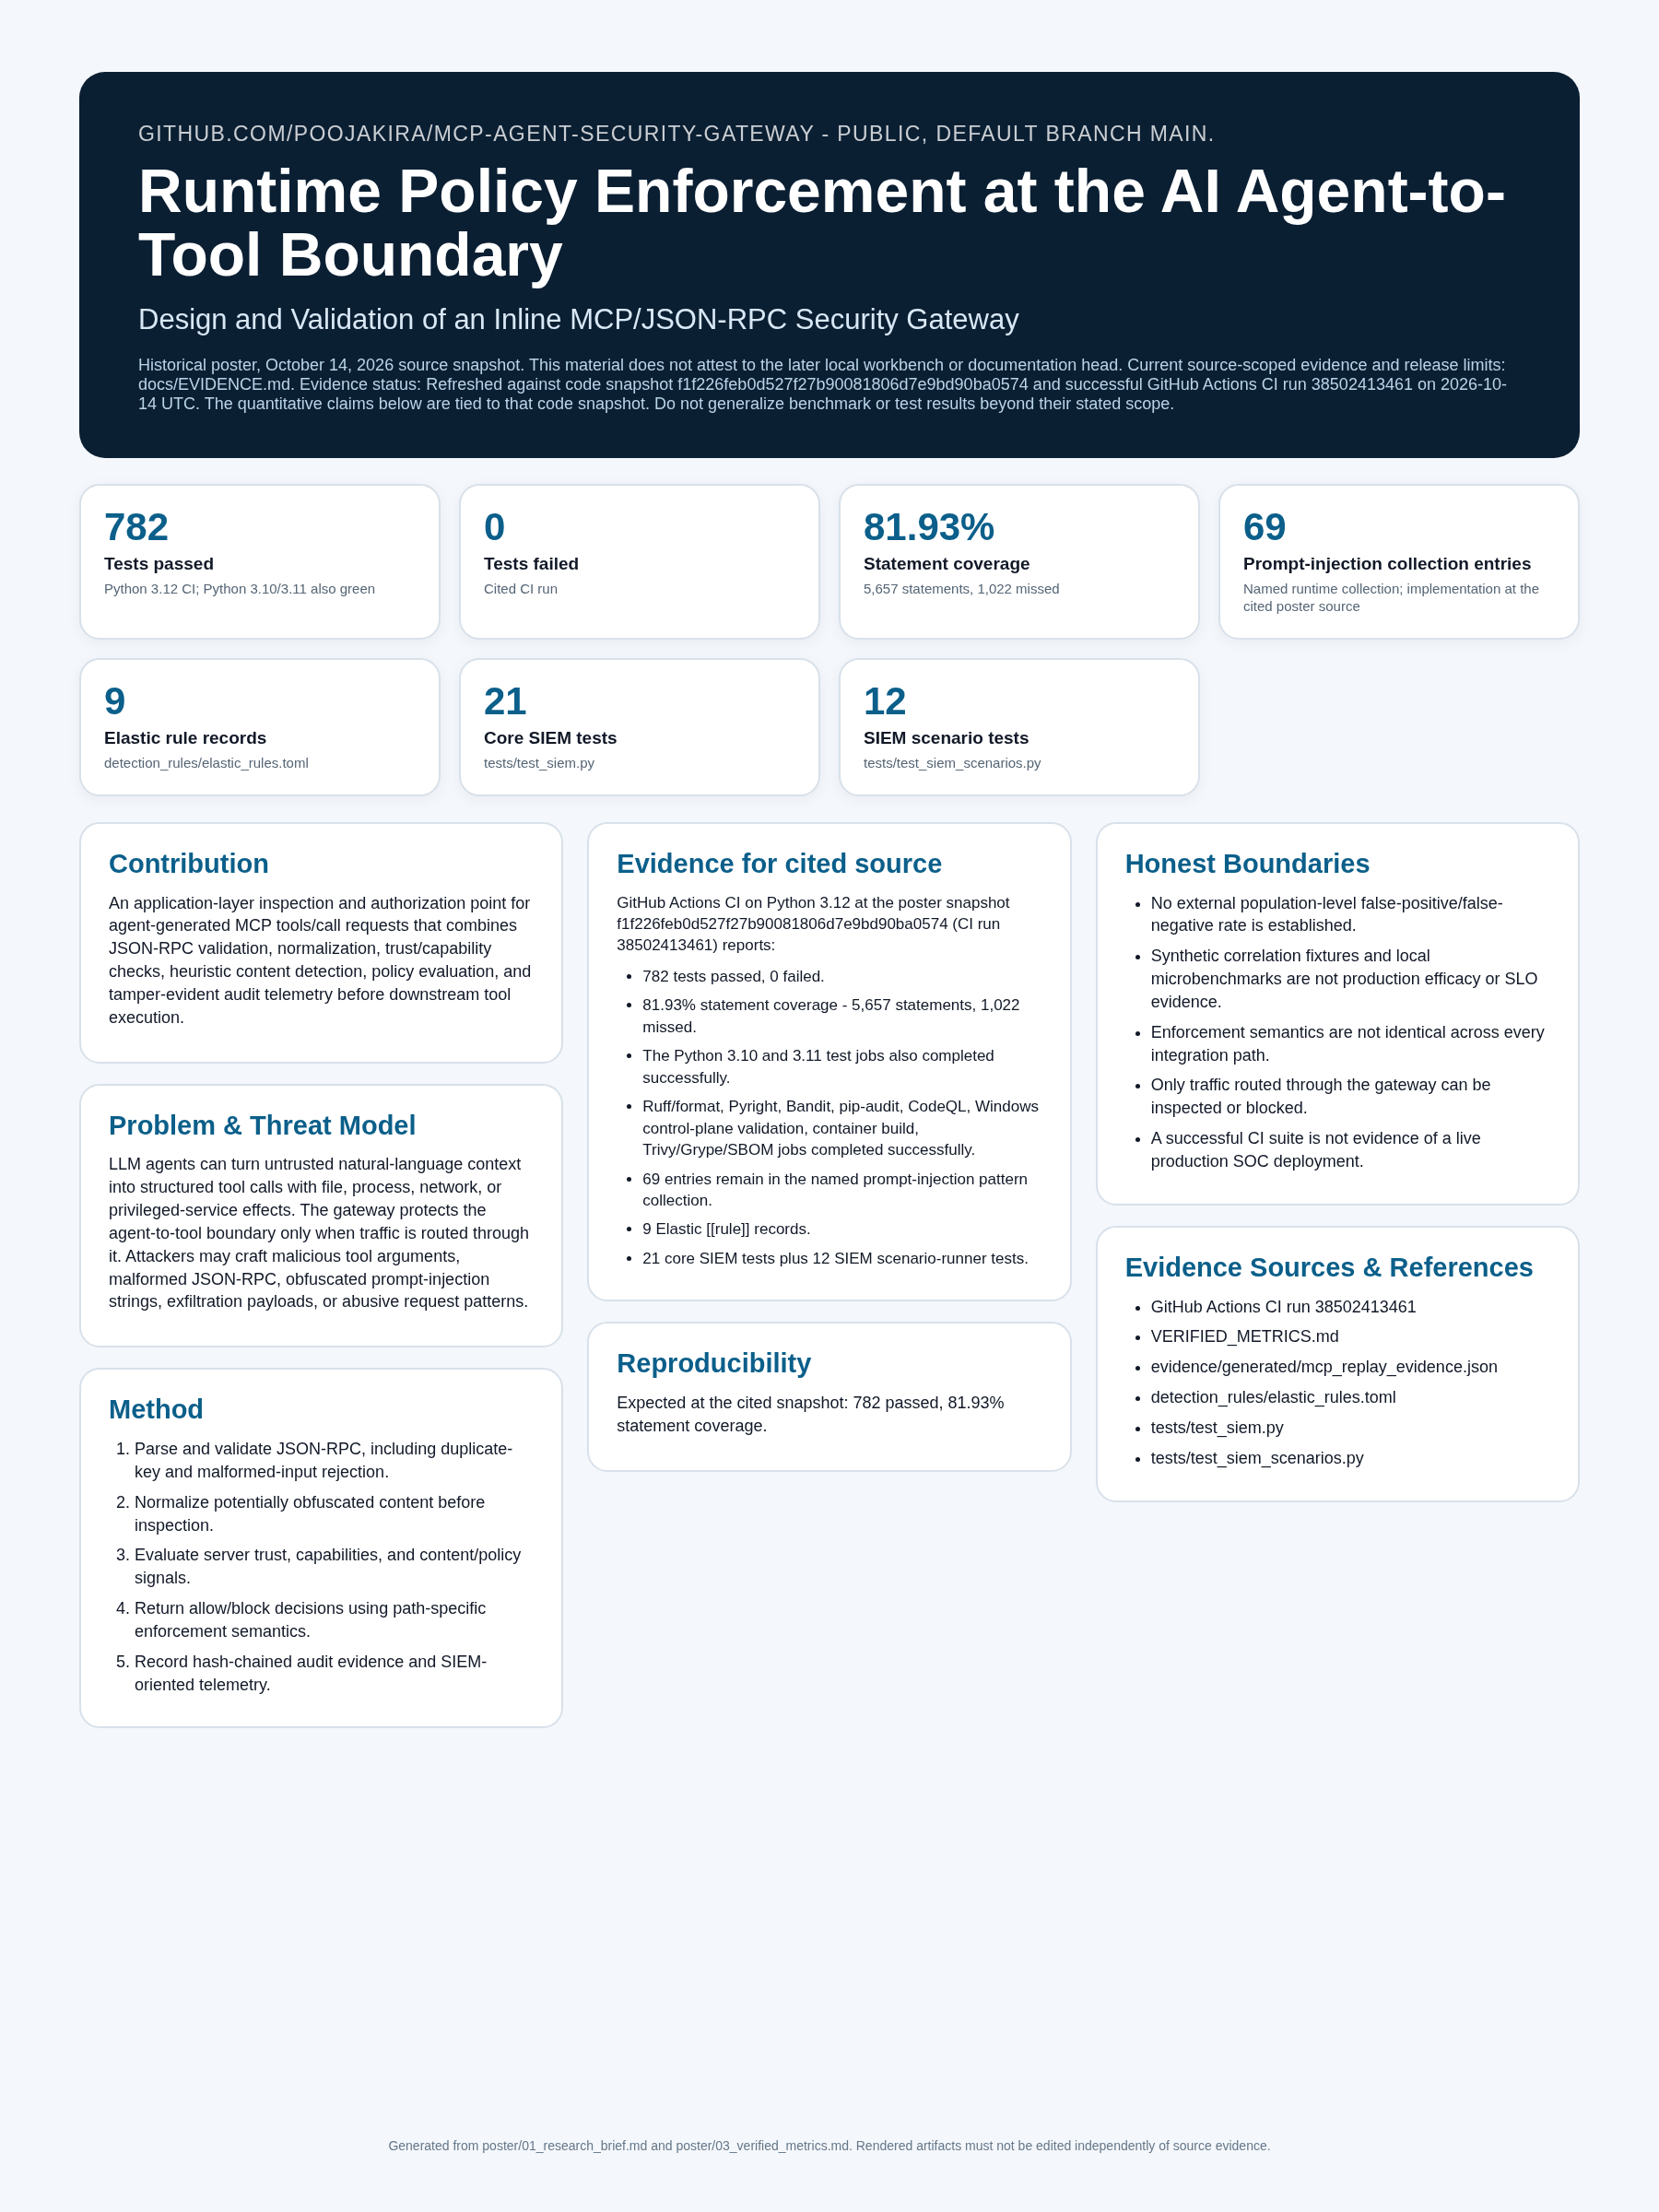 GITHUB.COM/POOJAKIRA/MCP-AGENT-SECURITY-GATEWAY - PUBLIC, DEFAULT BRANCH MAIN.
Runtime Policy Enforcement at the AI Agent-to-
Tool Boundary
Design and Validation of an Inline MCP/JSON-RPC Security Gateway
Historical poster, October 14, 2026 source snapshot. This material does not attest to the later local workbench or documentation head. Current source-scoped evidence and release limits:
docs/EVIDENCE.md. Evidence status: Refreshed against code snapshot f1f226feb0d527f27b90081806d7e9bd90ba0574 and successful GitHub Actions CI run 38502413461 on 2026-10-
14 UTC. The quantitative claims below are tied to that code snapshot. Do not generalize benchmark or test results beyond their stated scope.
782
Tests passed
Python 3.12 CI; Python 3.10/3.11 also green
0
Tests failed
Cited CI run
81.93%
Statement coverage
5,657 statements, 1,022 missed
69
Prompt-injection collection entries
Named runtime collection; implementation at the
cited poster source
9
Elastic rule records
detection_rules/elastic_rules.toml
21
Core SIEM tests
tests/test_siem.py
12
SIEM scenario tests
tests/test_siem_scenarios.py
Contribution
An application-layer inspection and authorization point for
agent-generated MCP tools/call requests that combines
JSON-RPC validation, normalization, trust/capability
checks, heuristic content detection, policy evaluation, and
tamper-evident audit telemetry before downstream tool
execution.
Problem & Threat Model
LLM agents can turn untrusted natural-language context
into structured tool calls with file, process, network, or
privileged-service effects. The gateway protects the
agent-to-tool boundary only when traffic is routed through
it. Attackers may craft malicious tool arguments,
malformed JSON-RPC, obfuscated prompt-injection
strings, exfiltration payloads, or abusive request patterns.
Method
1. Parse and validate JSON-RPC, including duplicate-
key and malformed-input rejection.
2. Normalize potentially obfuscated content before
inspection.
3. Evaluate server trust, capabilities, and content/policy
signals.
4. Return allow/block decisions using path-specific
enforcement semantics.
5. Record hash-chained audit evidence and SIEM-
oriented telemetry.
Evidence for cited source
GitHub Actions CI on Python 3.12 at the poster snapshot
f1f226feb0d527f27b90081806d7e9bd90ba0574 (CI run
38502413461) reports:
• 782 tests passed, 0 failed.
• 81.93% statement coverage - 5,657 statements, 1,022
missed.
• The Python 3.10 and 3.11 test jobs also completed
successfully.
• Ruff/format, Pyright, Bandit, pip-audit, CodeQL, Windows
control-plane validation, container build,
Trivy/Grype/SBOM jobs completed successfully.
• 69 entries remain in the named prompt-injection pattern
collection.
• 9 Elastic [[rule]] records.
• 21 core SIEM tests plus 12 SIEM scenario-runner tests.
Reproducibility
Expected at the cited snapshot: 782 passed, 81.93%
statement coverage.
Honest Boundaries
• No external population-level false-positive/false-
negative rate is established.
• Synthetic correlation fixtures and local
microbenchmarks are not production efficacy or SLO
evidence.
• Enforcement semantics are not identical across every
integration path.
• Only traffic routed through the gateway can be
inspected or blocked.
• A successful CI suite is not evidence of a live
production SOC deployment.
Evidence Sources & References
• GitHub Actions CI run 38502413461
• VERIFIED_METRICS.md
• evidence/generated/mcp_replay_evidence.json
• detection_rules/elastic_rules.toml
• tests/test_siem.py
• tests/test_siem_scenarios.py
Generated from poster/01_research_brief.md and poster/03_verified_metrics.md. Rendered artifacts must not be edited independently of source evidence.